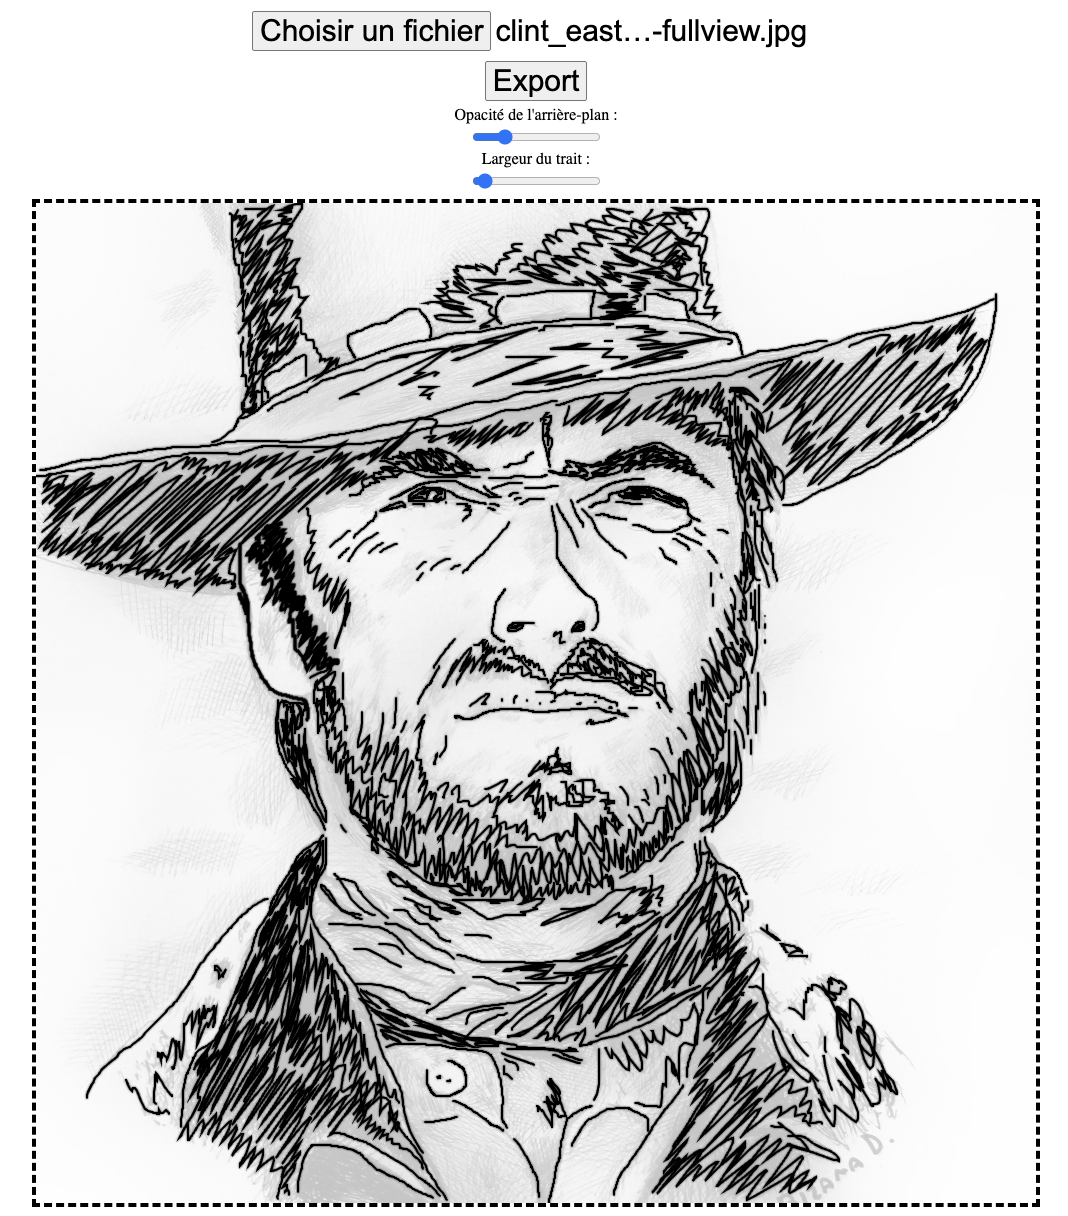 Choisir un fichier clint_east…-fullview.jpg
Export
Opacité de l'arrière-plan :
Largeur du trait :
D.